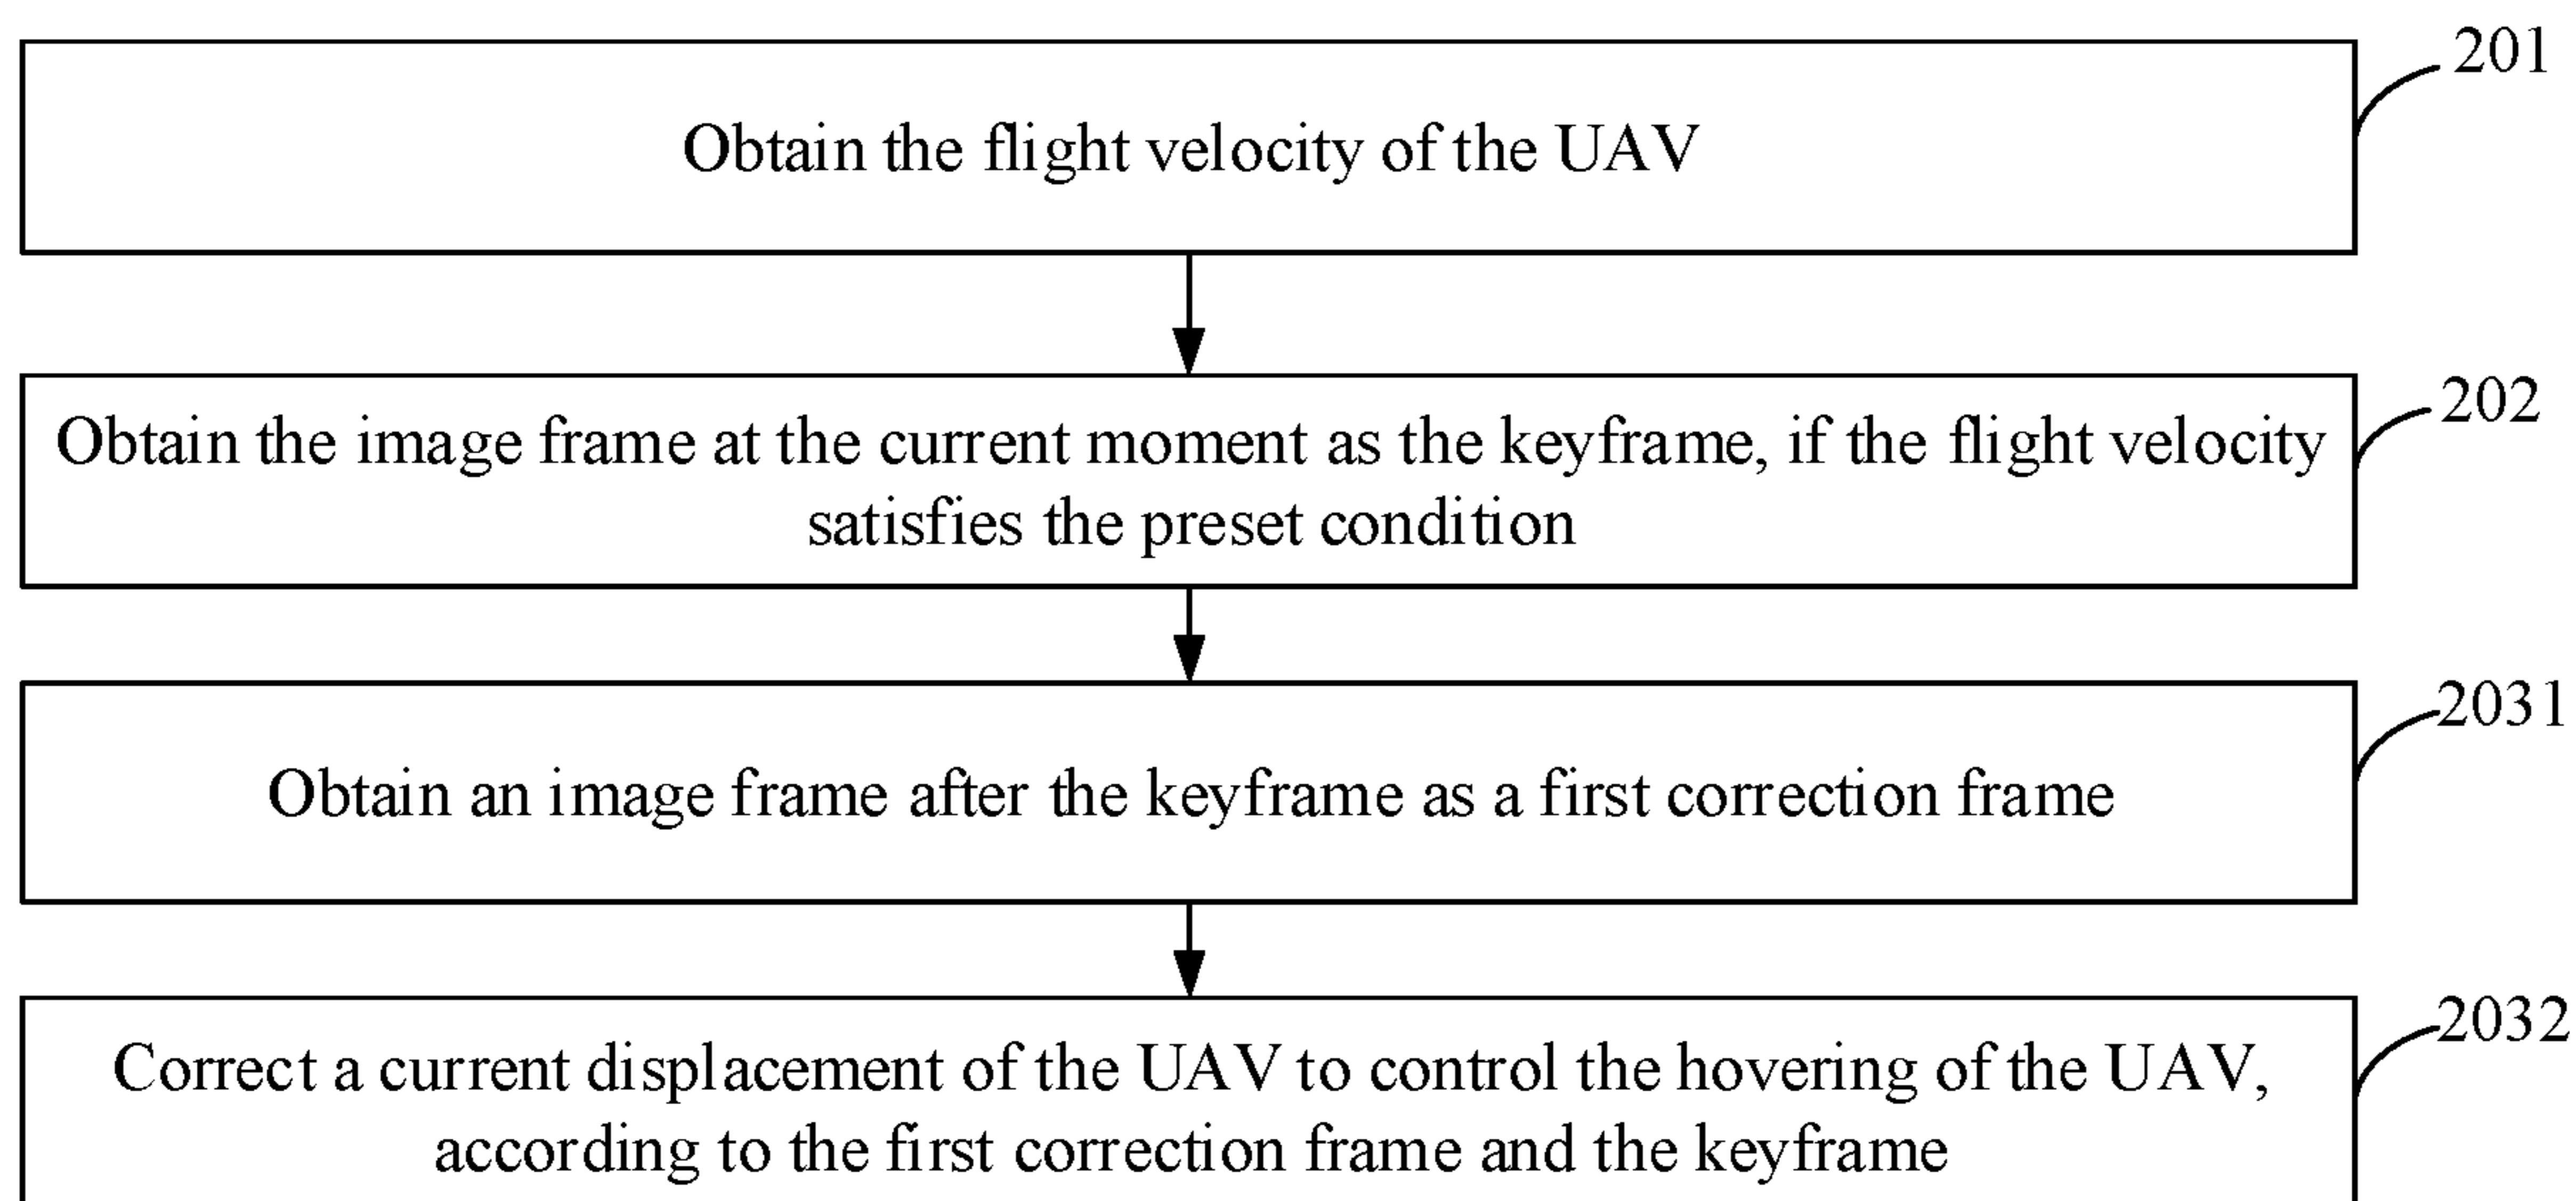 201
Obtain the flight velocity of the UAV
202
Obtain the image frame at the current moment as the keyframe, if the flight velocity
satisfies the preset condition
2031
Obtain an image frame after the keyframe as a first correction frame
2032
Correct a current displacement of the UAV to control the hovering of the UAV,
according to the first correction frame and the keyframe